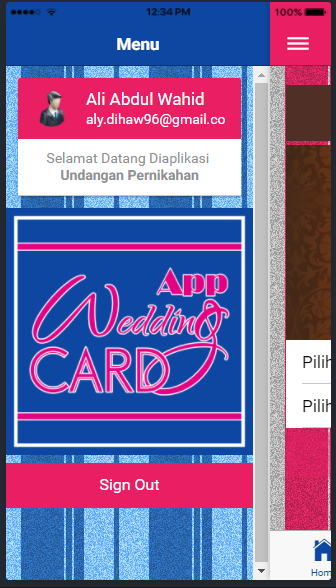 12:34 PM
100%
Menu
Ali Abdul Wahid
aly.dihaw96@gmail.co
Selamat Datang Diaplikasi
Undangan Pernikahan
App
Wedding
CARD
Pilih
Pilih
Sign Out
Hom